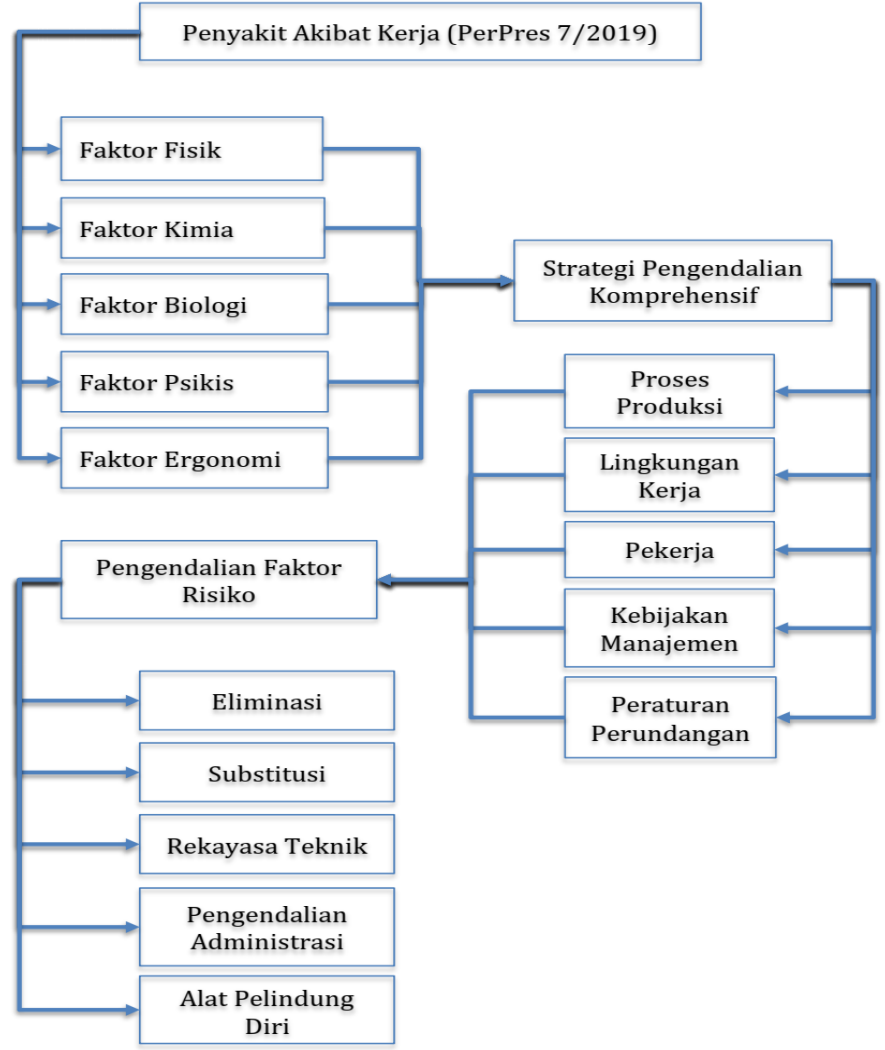 Penyakit Akibat Kerja (PerPres 7/2019)
Faktor Fisik
Faktor Kimia
Faktor Biologi
Faktor Psikis
Faktor Ergonomi
Strategi Pengendalian
Komprehensif
Proses
Produksi
Lingkungan
Kerja
Pekerja
Kebijakan
Manajemen
Peraturan
Perundangan
Pengendalian Faktor
Risiko
Eliminasi
Substitusi
Rekayasa Teknik
Pengendalian
Administrasi
Alat Pelindung
Diri